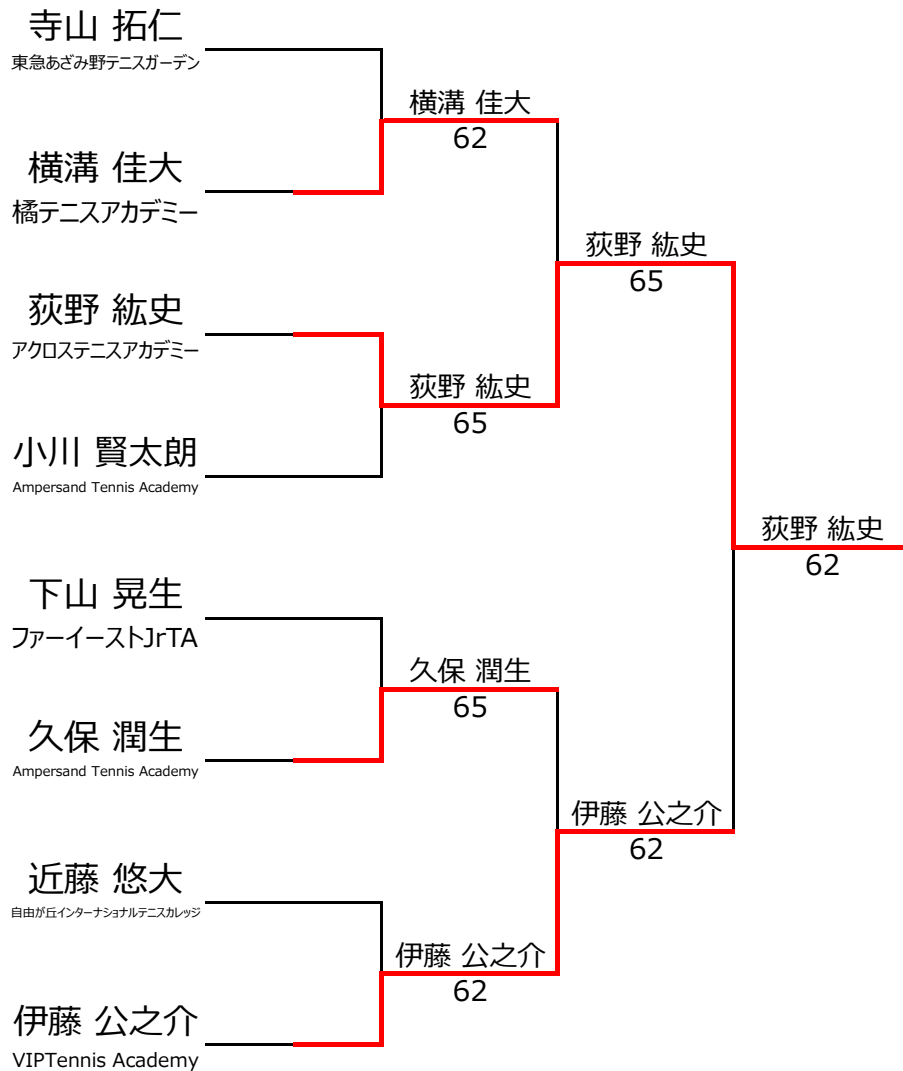 寺山 拓仁
東急あざみ野テニスガーデン
横溝 佳大
62
横溝 佳大
橘テニスアカデミー
荻野 紘史
65
荻野 紘史
アクロステニスアカデミー
荻野 紘史
65
小川 賢太朗
Ampersand Tennis Academy
荻野 紘史
62
下山 晃生
ファーイーストJrTA
久保 潤生
65
久保 潤生
Ampersand Tennis Academy
伊藤 公之介
62
近藤 悠大
自由が丘インターナショナルテニスカレッジ
伊藤 公之介
62
伊藤 公之介
VIPTennis Academy